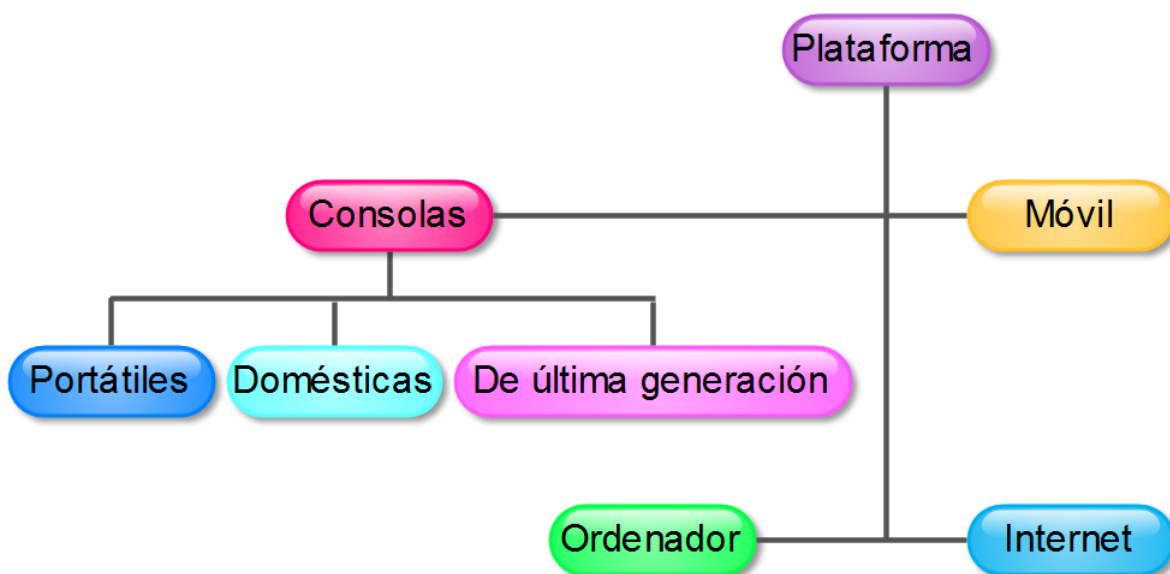 Plataforma
Consolas
Móvil
Portátiles
Domésticas
De última generación
Ordenador
Internet